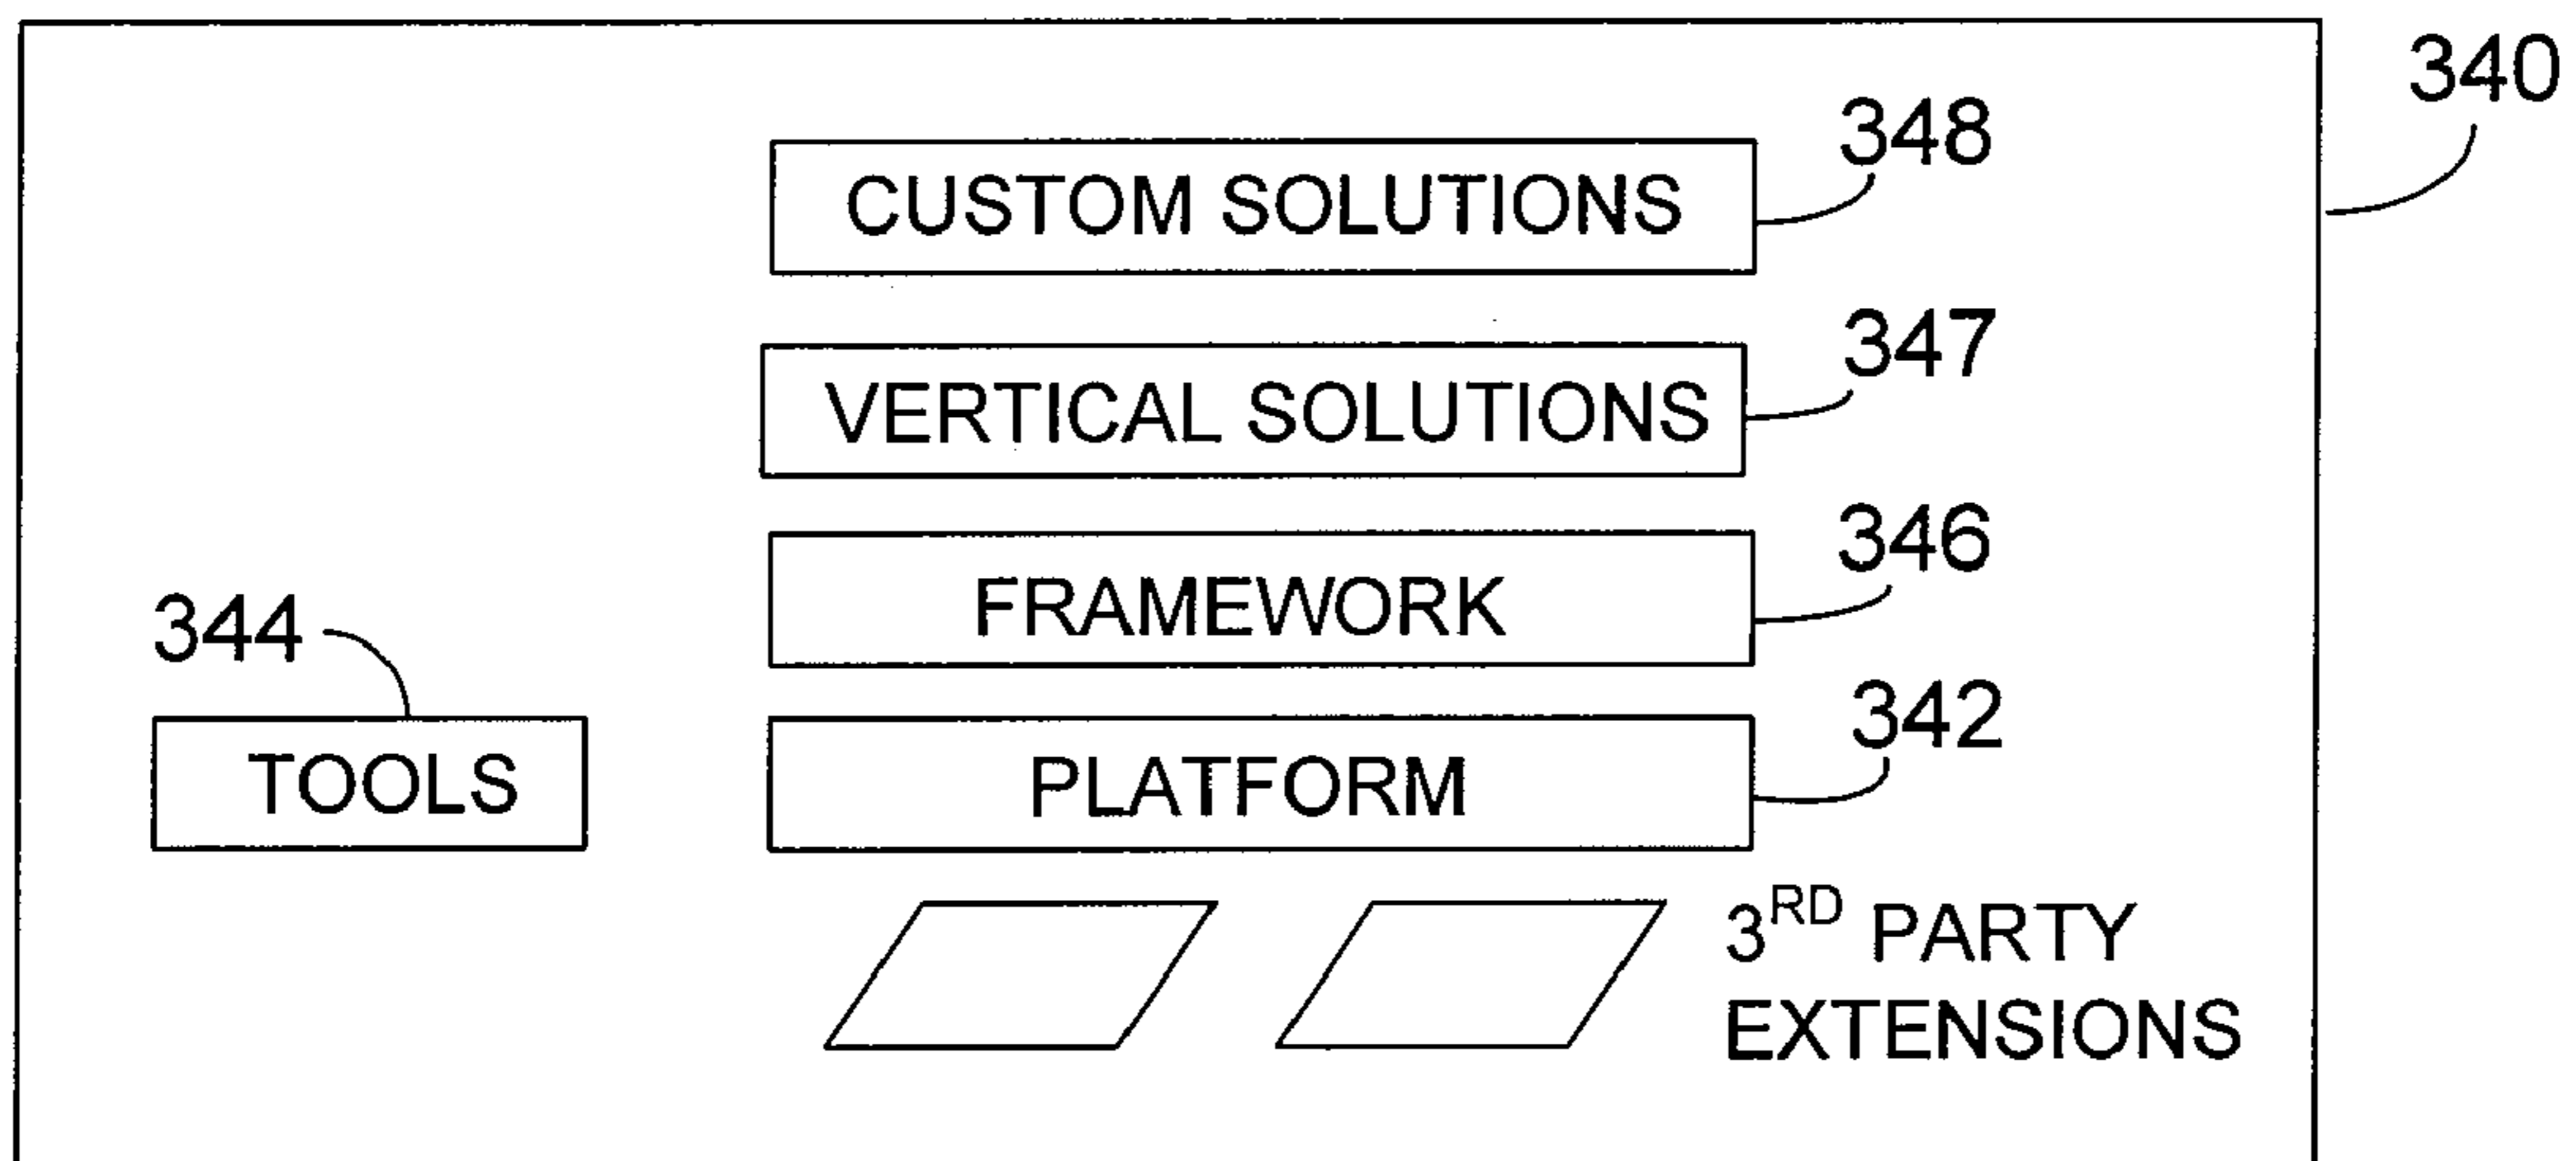 340
348
CUSTOM SOLUTIONS
347
VERTICAL SOLUTIONS
346
FRAMEWORK
344
342
TOOLS
PLATFORM
3RD PARTY
EXTENSIONS